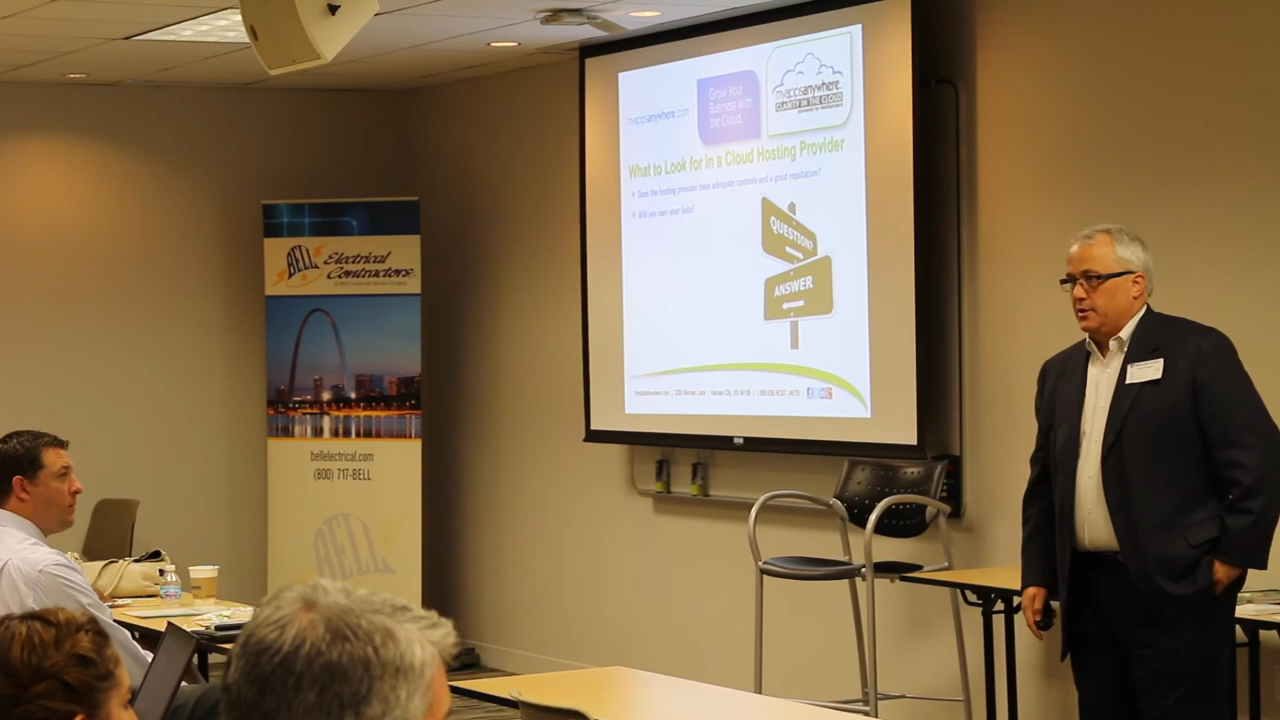 myappsanywhere.com
Grow Your
Business with
the Cloud
myappsanywhere
CLARITY IN THE CLOUD
What to Look for in a Cloud Hosting Provider
Does the hosting provider have adequate controls and a good reputation?
Will you own your data?
QUESTION?
ANSWER
BELL
Electrical
Contractors
bellelectrical.com
(800) 717-BELL
BELL